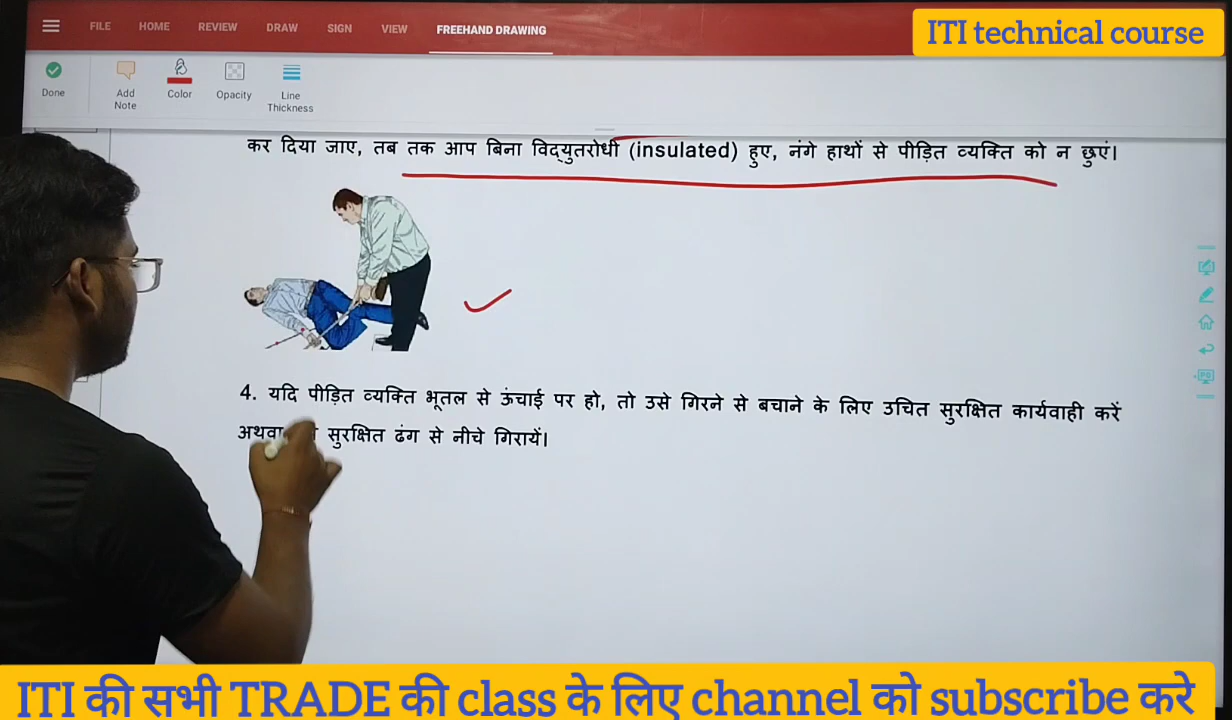 ITI technical course
FILE HOME REVIEW DRAW SIGN VIEW FREEHAND DRAWING
Done Add Note Color Opacity Line Thickness
कर दिया जाए, तब तक आप बिना विद्युतरोधी (insulated) हुए, नंगे हाथों से पीड़ित व्यक्ति को न छुएं।
4. यदि पीड़ित व्यक्ति भूतल से ऊंचाई पर हो, तो उसे गिरने से बचाने के लिए उचित सुरक्षित कार्यवाही करें
अथवा सुरक्षित ढंग से नीचे गिरायें।
ITI की सभी TRADE की class के लिए channel को subscribe करे